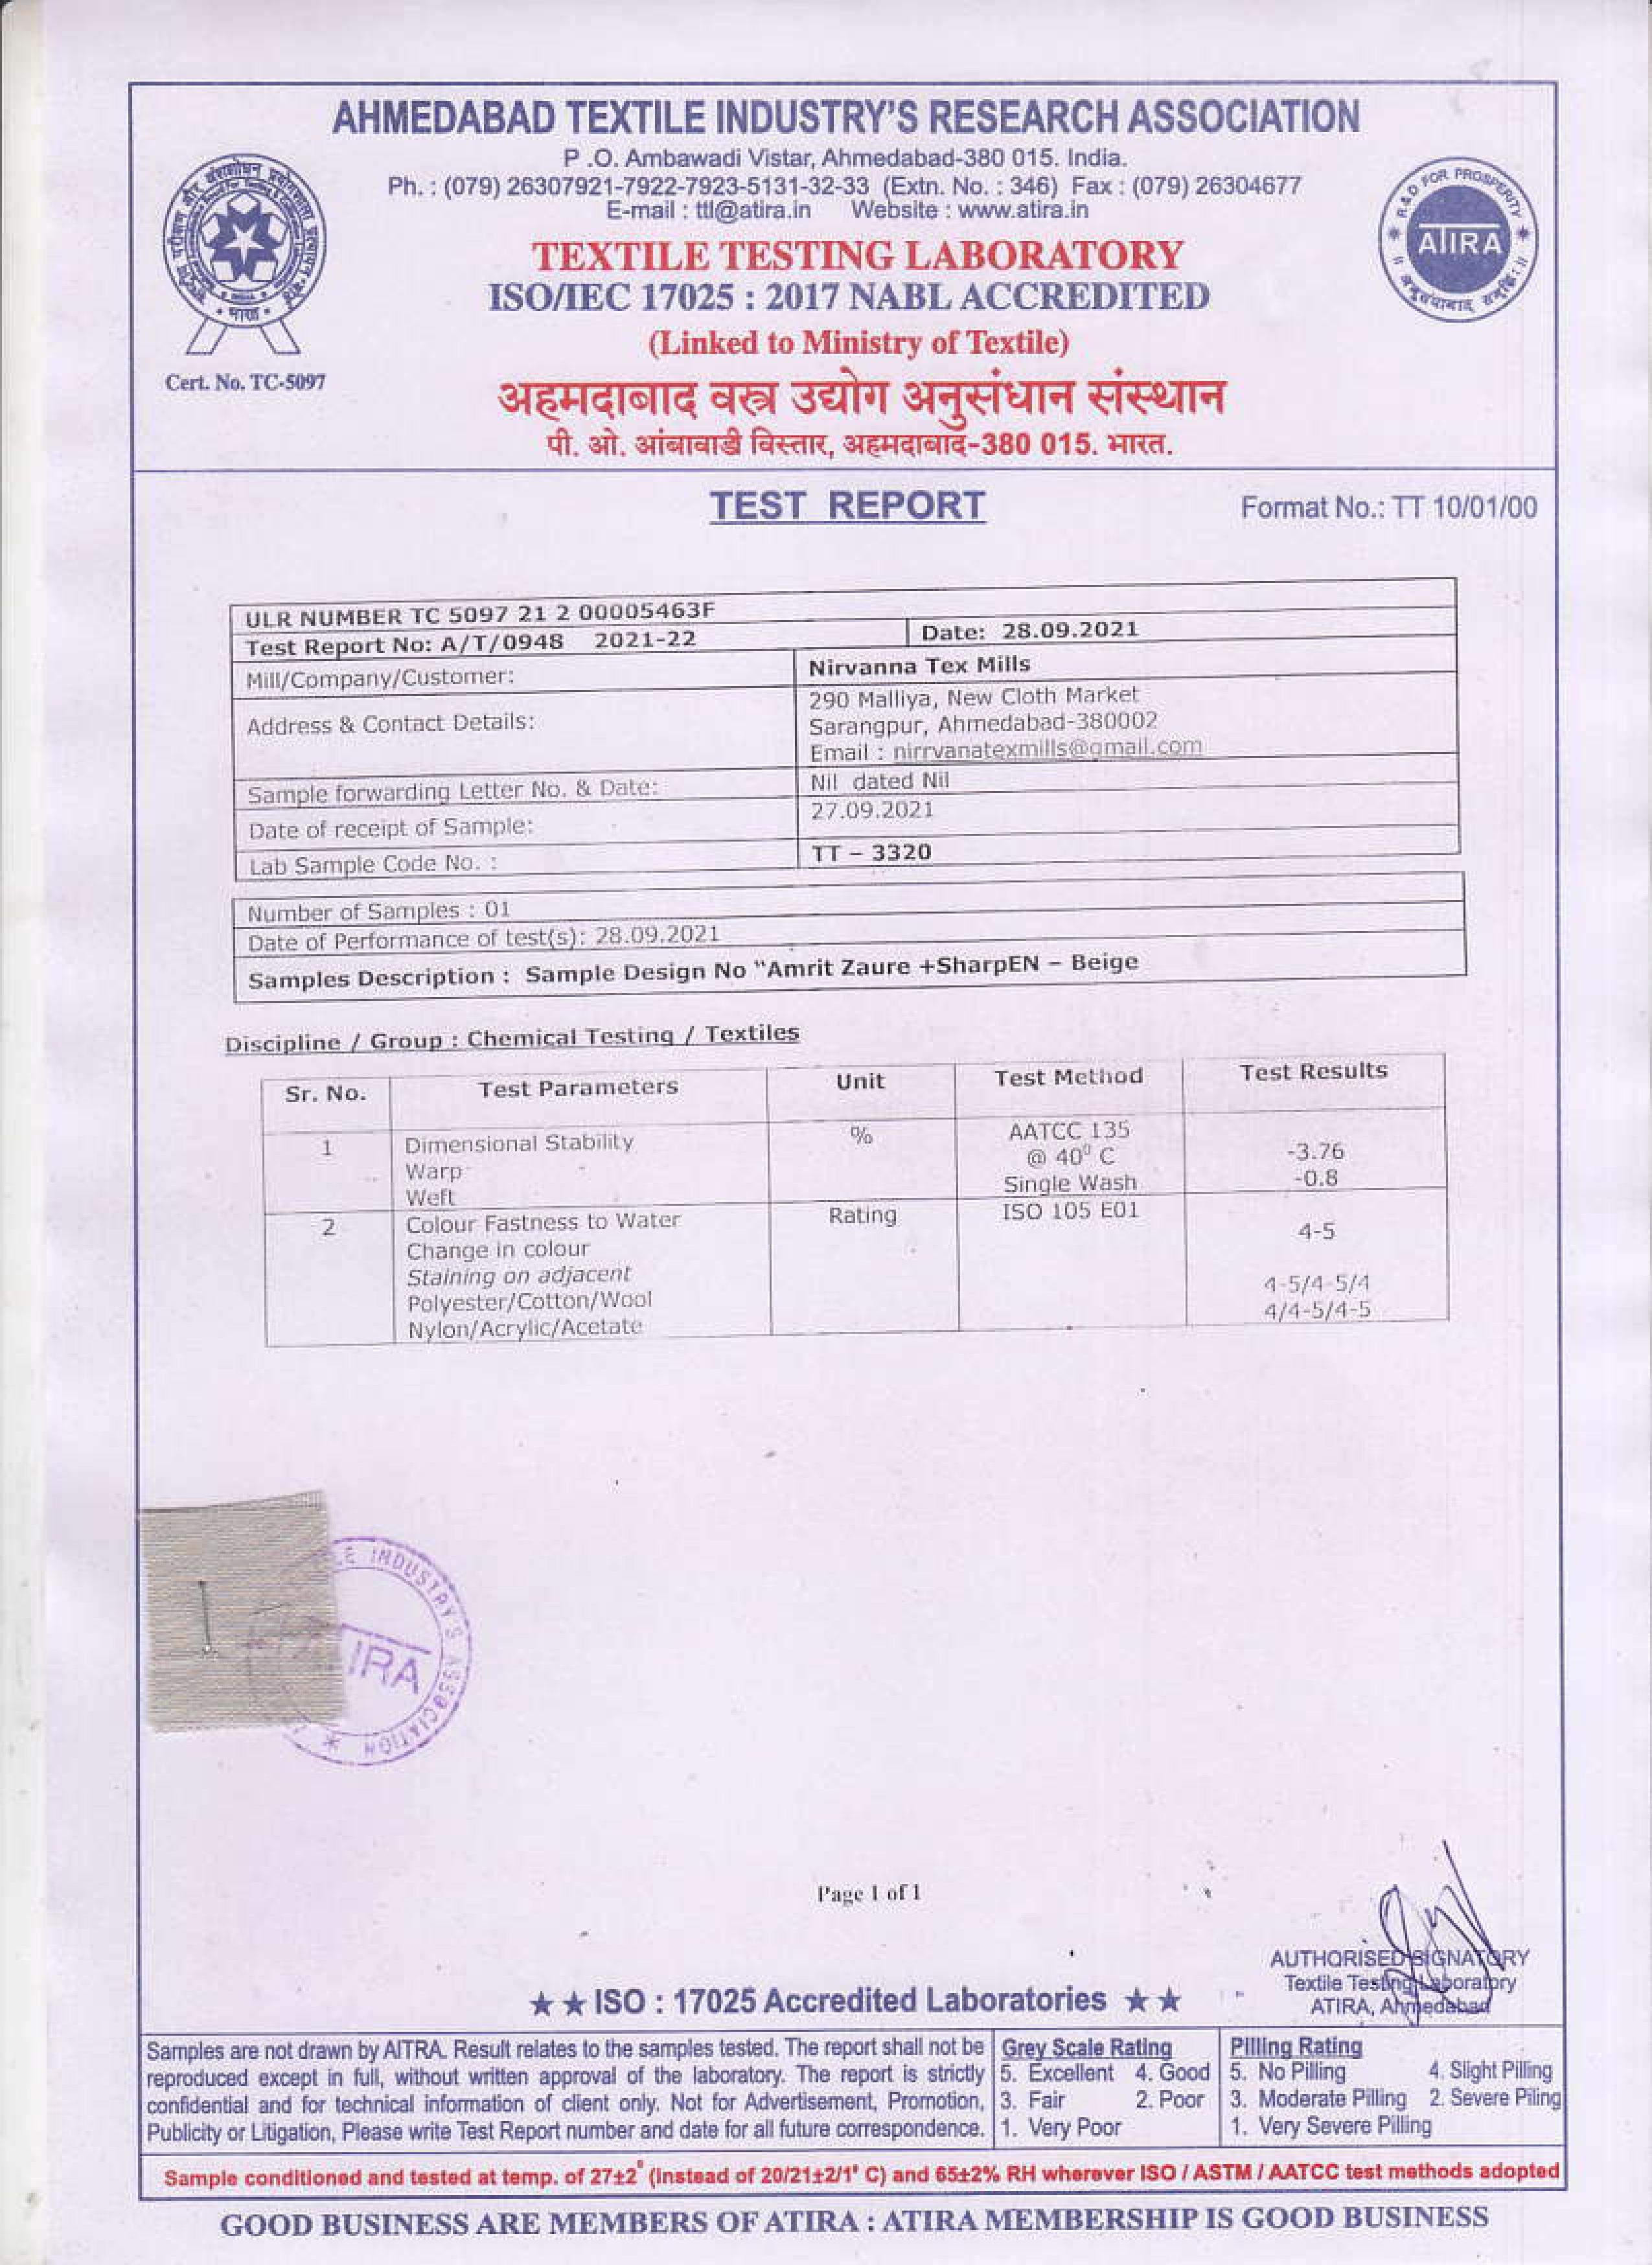 AHMEDABAD TEXTILE INDUSTRY'S RESEARCH ASSOCIATION
P .O. Ambawadi Vistar, Ahmedabad-380 015. India.
Ph. : (079) 26307921-7922-7923-5131-32-33 (Extn. No. : 346) Fax : (079) 26304677
E-mail : ttl@atira.in Website : www.atira.in
TEXTILE TESTING LABORATORY
ISO/IEC 17025 : 2017 NABL ACCREDITED
(Linked to Ministry of Textile)
भारत
Cert. No. TC-5097
R & D FOR PROSPERITY
ATIRA
अहमदाबाद वस्त्र उद्योग अनुसंधान संस्थान
पी. ओ. आंबावाडी विस्तार, अहमदाबाद-380 015. भारत.
TEST REPORT
Format No.: TT 10/01/00
ULR NUMBER TC 5097 21 2 00005463F
Test Report No: A/T/0948 2021-22 Date: 28.09.2021
Mill/Company/Customer: Nirvanna Tex Mills
Address & Contact Details: 290 Malliya, New Cloth Market
Sarangpur, Ahmedabad-380002
Email : nirrvanatexmills@gmail.com
Sample forwarding Letter No. & Date: Nil dated Nil
Date of receipt of Sample: 27.09.2021
Lab Sample Code No. : TT – 3320
Number of Samples : 01
Date of Performance of test(s): 28.09.2021
Samples Description : Sample Design No "Amrit Zaure +SharpEN – Beige
Discipline / Group : Chemical Testing / Textiles
Sr. No. Test Parameters Unit Test Method Test Results
1 Dimensional Stability % AATCC 135
Warp @ 40⁰ C -3.76
Weft Single Wash -0.8
2 Colour Fastness to Water Rating ISO 105 E01
Change in colour 4-5
Staining on adjacent
Polyester/Cotton/Wool 4-5/4-5/4
Nylon/Acrylic/Acetate 4/4-5/4-5
LE INDUSTRY'S ASSOCIATION *
TIRA
Page 1 of 1
AUTHORISED SIGNATORY
Textile Testing Laboratory
ATIRA, Ahmedabad
★ ★ ISO : 17025 Accredited Laboratories ★ ★
Samples are not drawn by AITRA. Result relates to the samples tested. The report shall not be
reproduced except in full, without written approval of the laboratory. The report is strictly
confidential and for technical information of client only. Not for Advertisement, Promotion,
Publicity or Litigation, Please write Test Report number and date for all future correspondence.
Grey Scale Rating
5. Excellent 4. Good
3. Fair 2. Poor
1. Very Poor
Pilling Rating
5. No Pilling 4. Slight Pilling
3. Moderate Pilling 2. Severe Piling
1. Very Severe Pilling
Sample conditioned and tested at temp. of 27±2° (instead of 20/21±2/1° C) and 65±2% RH wherever ISO / ASTM / AATCC test methods adopted
GOOD BUSINESS ARE MEMBERS OF ATIRA : ATIRA MEMBERSHIP IS GOOD BUSINESS